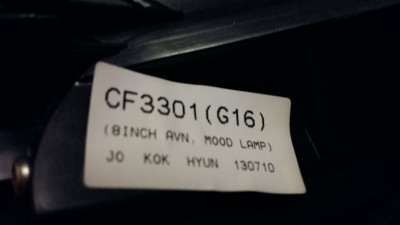 CF3301(G16)
(8INCH AVN, MOOD LAMP)
JO KOK HYUN 130710